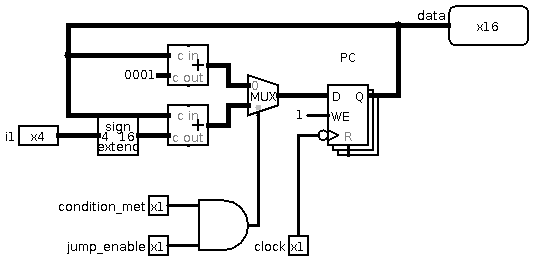 data
x16
PC
c in
+
c out
0001
0
MUX
D Q
1 WE
R
c in
+
c out
i1
x4
sign
4 16
extend
condition_met x1
jump_enable x1
clock x1